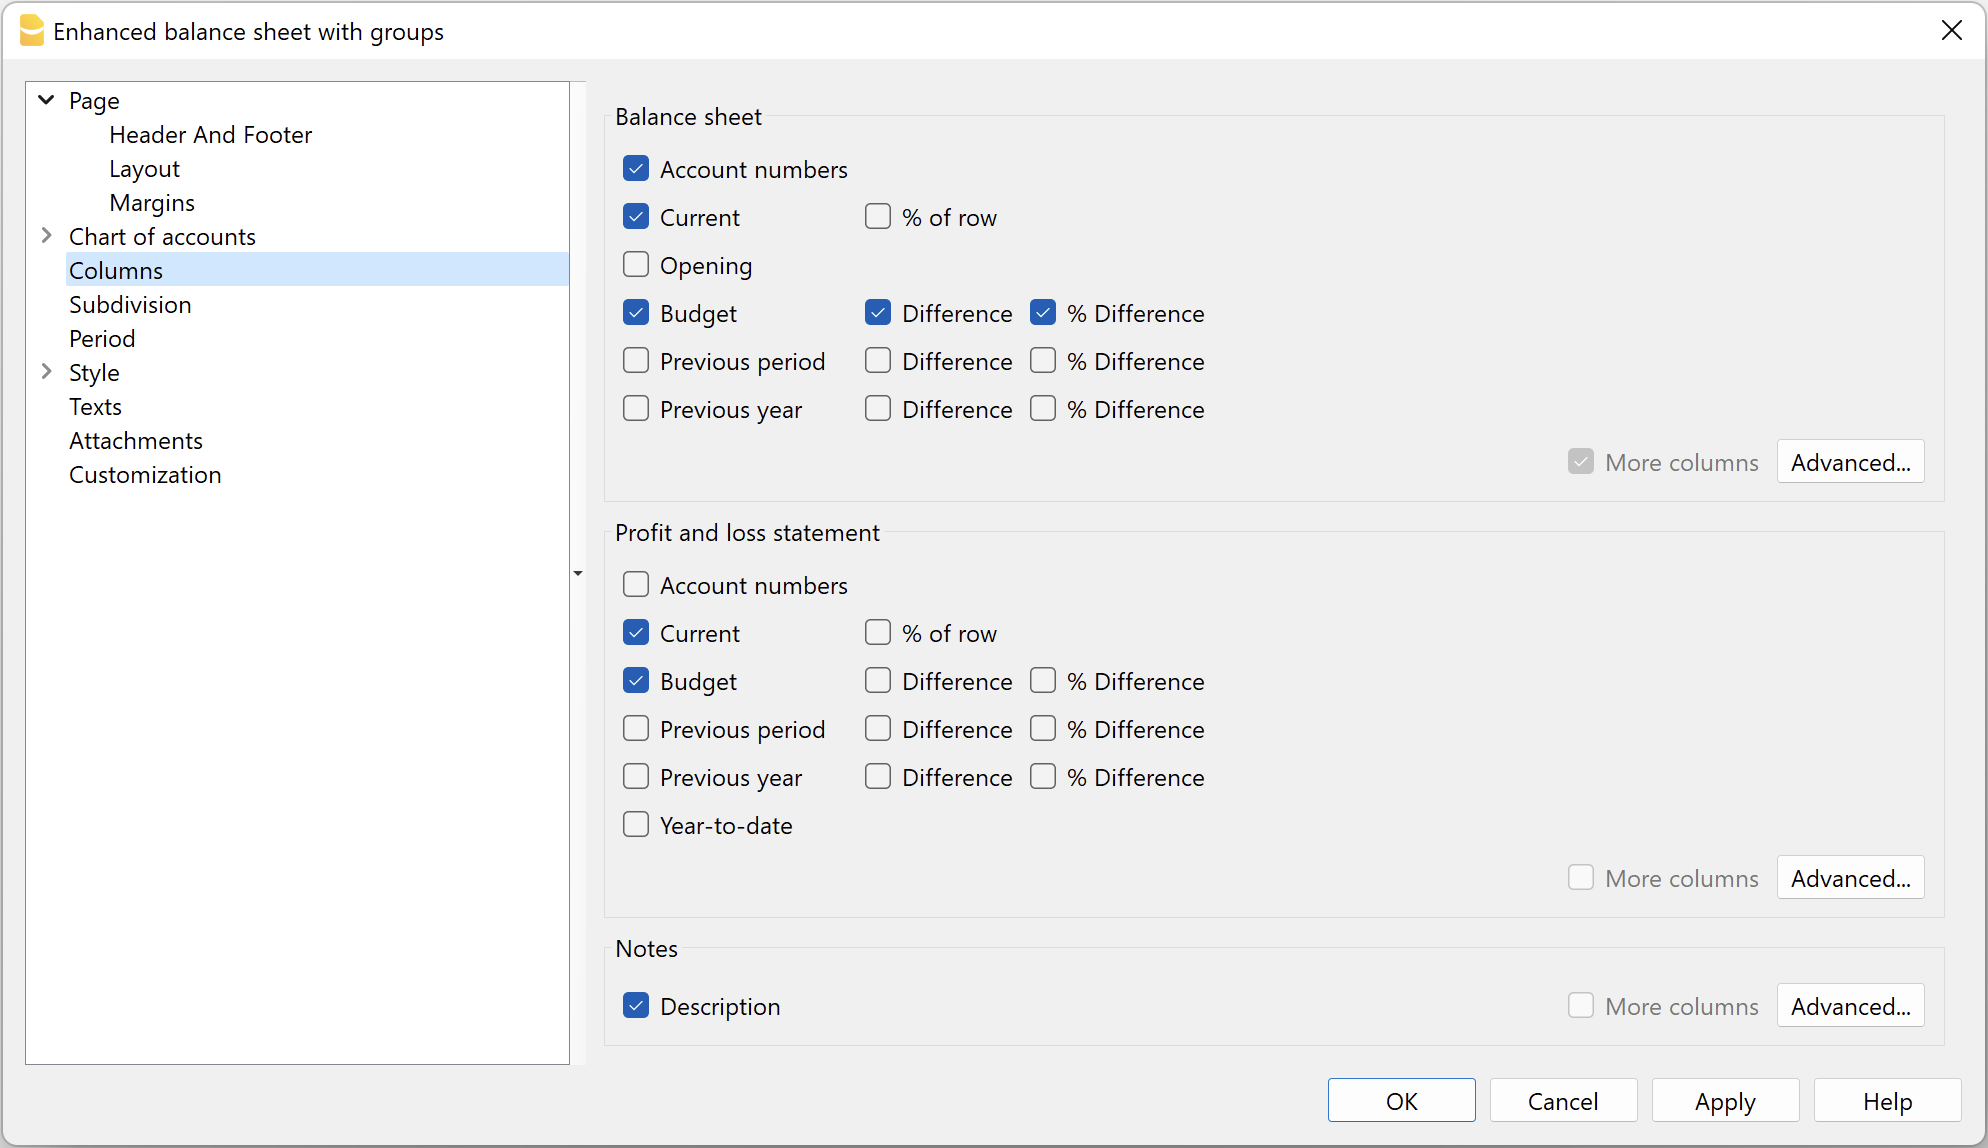 Enhanced balance sheet with groups
Page
Header And Footer
Layout
Margins
Chart of accounts
Columns
Subdivision
Period
Style
Texts
Attachments
Customization
Balance sheet
Account numbers
Current % of row
Opening
Budget Difference % Difference
Previous period Difference % Difference
Previous year Difference % Difference
More columns Advanced...
Profit and loss statement
Account numbers
Current % of row
Budget Difference % Difference
Previous period Difference % Difference
Previous year Difference % Difference
Year-to-date
More columns Advanced...
Notes
Description More columns Advanced...
OK Cancel Apply Help